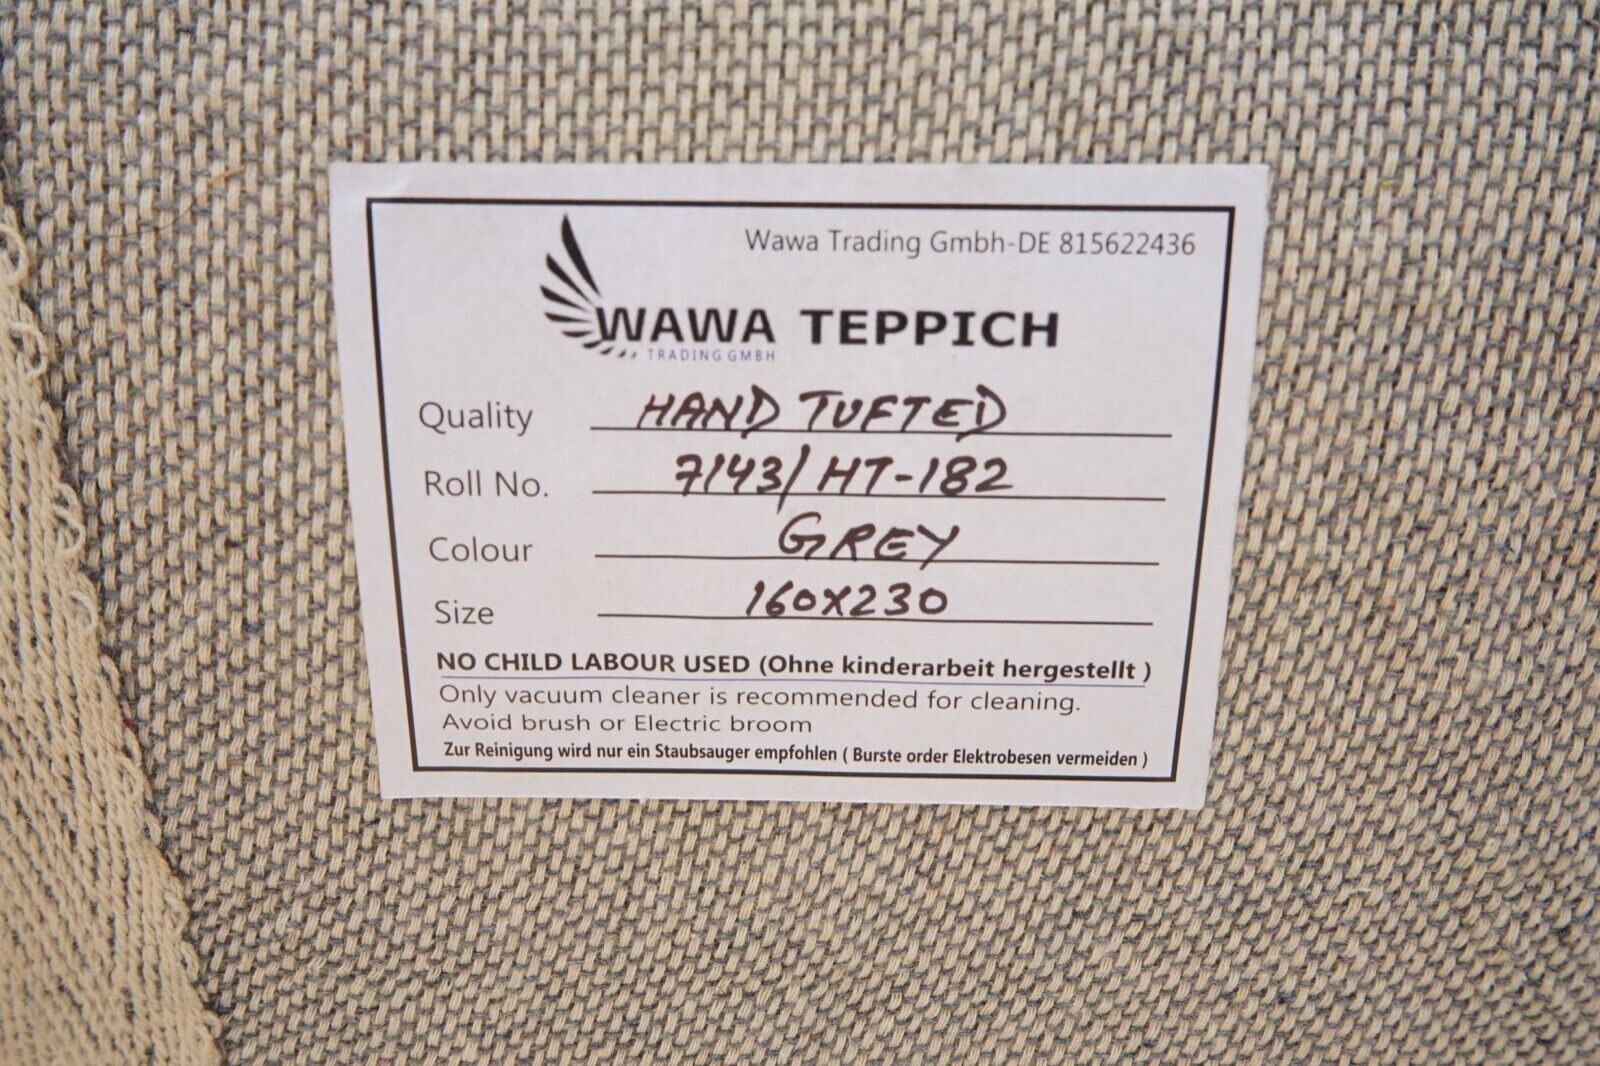 Wawa Trading Gmbh-DE 815622436
WAWA TEPPICH
TRADING GMBH
Quality HAND TUFTED
Roll No. 7143/HT-182
Colour GREY
Size 160X230
NO CHILD LABOUR USED (Ohne kinderarbeit hergestellt )
Only vacuum cleaner is recommended for cleaning.
Avoid brush or Electric broom
Zur Reinigung wird nur ein Staubsauger empfohlen ( Burste order Elektrobesen vermeiden )